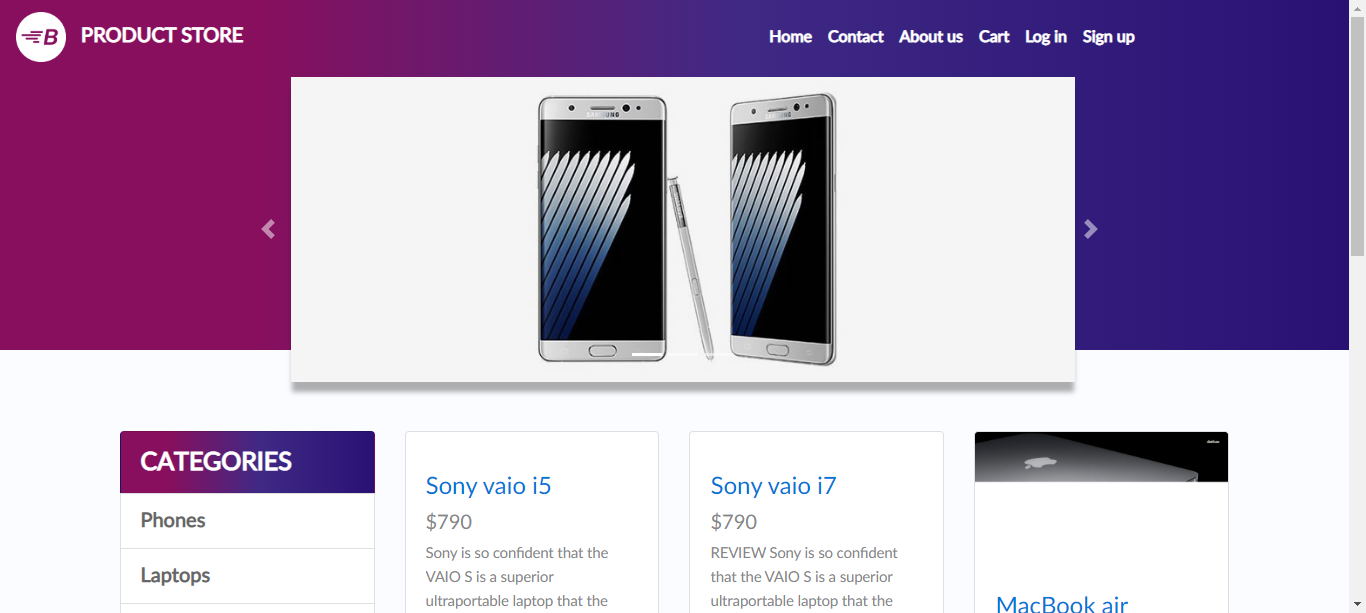 B PRODUCT STORE
Home Contact About us Cart Log in Sign up
SAMSUNG SAMSUNG
CATEGORIES
Phones
Laptops
Sony vaio i5
$790
Sony is so confident that the
VAIO S is a superior
ultraportable laptop that the
Sony vaio i7
$790
REVIEW Sony is so confident
that the VAIO S is a superior
ultraportable laptop that the
MacBook air